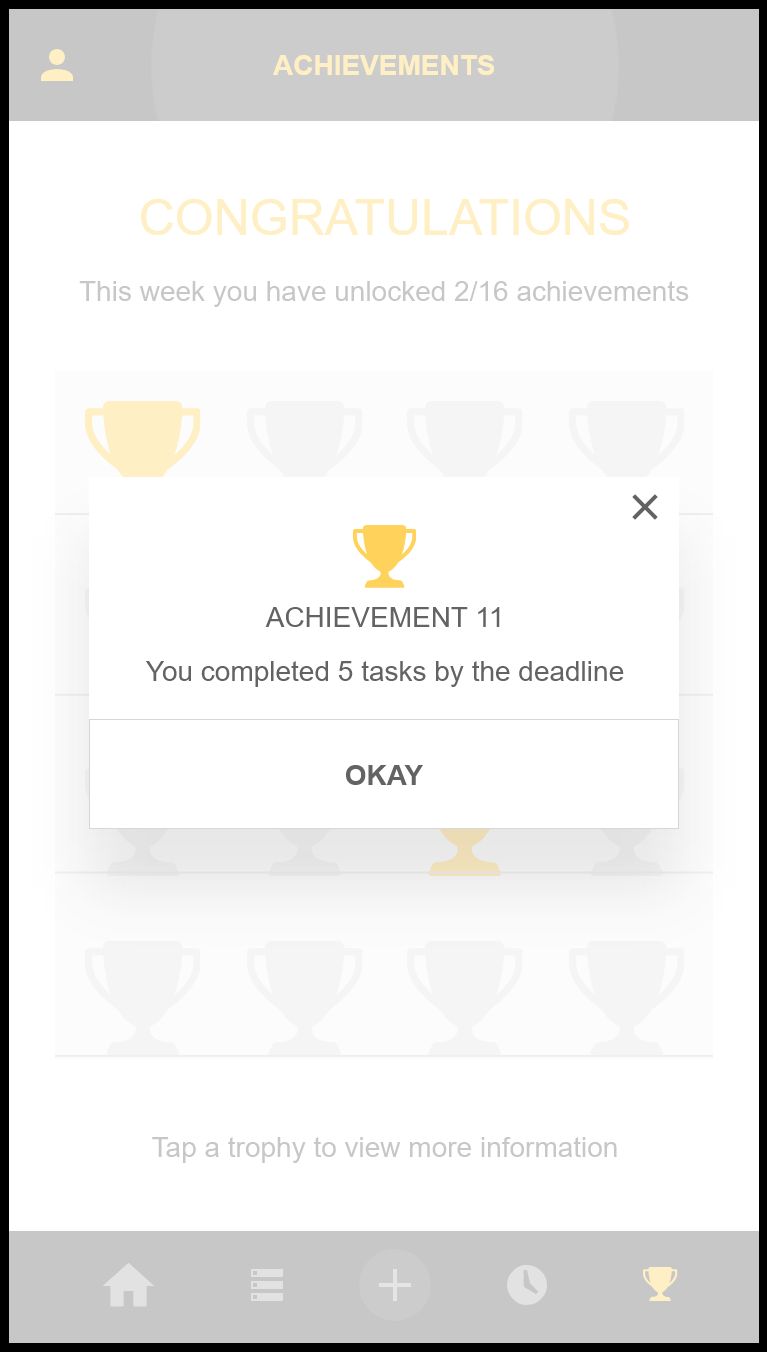 ACHIEVEMENTS
CONGRATULATIONS
This week you have unlocked 2/16 achievements
ACHIEVEMENT 11
You completed 5 tasks by the deadline
OKAY
Tap a trophy to view more information